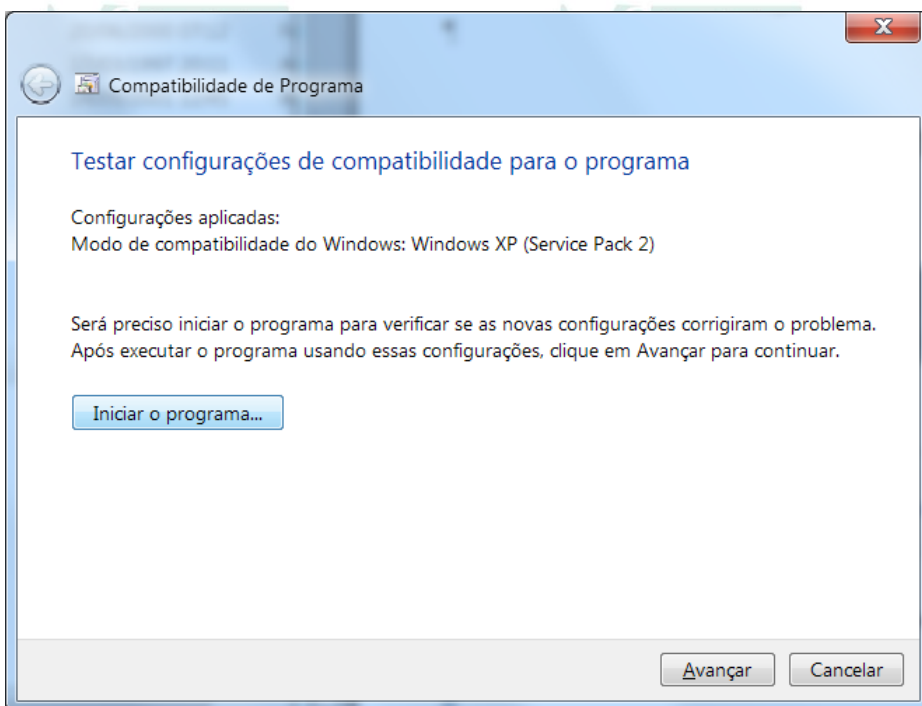 Compatibilidade de Programa
Testar configurações de compatibilidade para o programa
Configurações aplicadas:
Modo de compatibilidade do Windows: Windows XP (Service Pack 2)
Será preciso iniciar o programa para verificar se as novas configurações corrigiram o problema.
Após executar o programa usando essas configurações, clique em Avançar para continuar.
Iniciar o programa...
Avançar
Cancelar